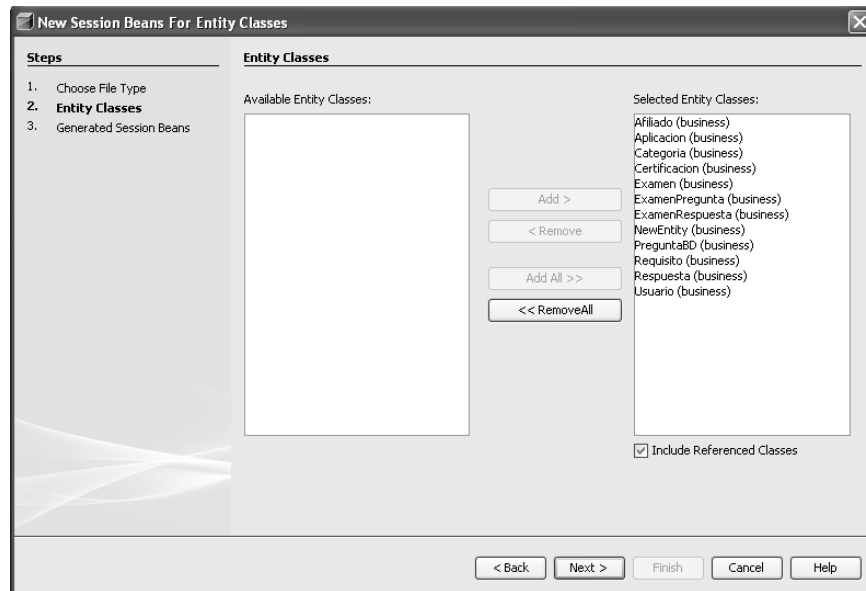 New Session Beans For Entity Classes
Steps
1. Choose File Type
2. Entity Classes
3. Generated Session Beans
Entity Classes
Available Entity Classes:
Add >
< Remove
Add All >>
<< RemoveAll
Selected Entity Classes:
Afiliado (business)
Aplicacion (business)
Categoria (business)
Certificacion (business)
Examen (business)
ExamenPregunta (business)
ExamenRespuesta (business)
NewEntity (business)
PreguntaBD (business)
Requisito (business)
Respuesta (business)
Usuario (business)
Include Referenced Classes
< Back
Next >
Finish
Cancel
Help